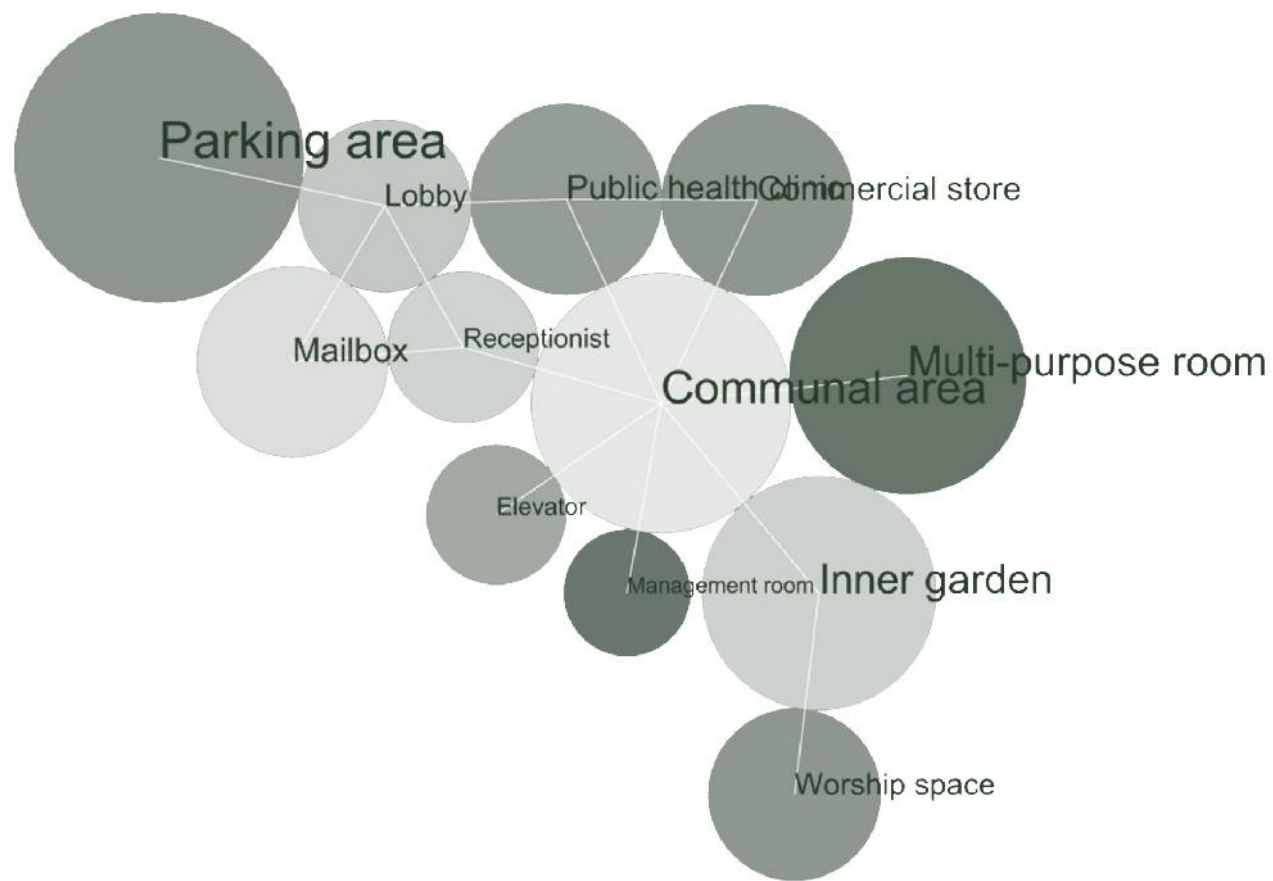 Parking area
Lobby
Public health Clinic
Commercial store
Mailbox
Receptionist
Multi-purpose room
Communal area
Elevator
Management room
Inner garden
Worship space